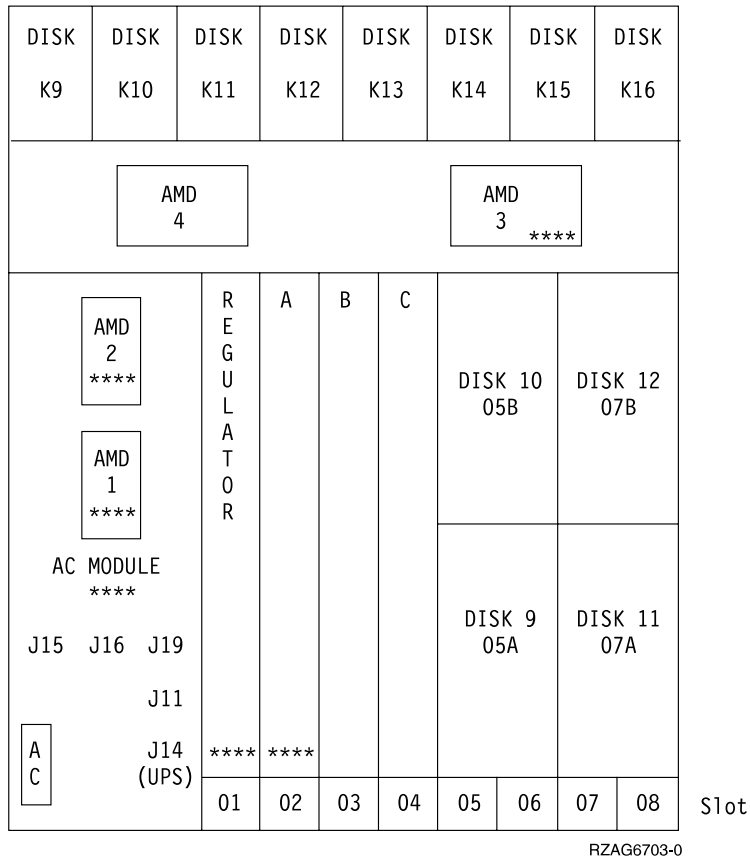 DISK DISK DISK DISK DISK DISK DISK DISK
K9 K10 K11 K12 K13 K14 K15 K16
AMD
4
AMD
3
****
AMD
2
****
AMD
1
****
AC MODULE
****
J15 J16 J19
J11
A
C
J14
(UPS)
R
E
G
U
L
A
T
O
R
****
A
****
B
C
DISK 10
05B
DISK 12
07B
DISK 9
05A
DISK 11
07A
01 02 03 04 05 06 07 08 Slot
RZAG6703-0